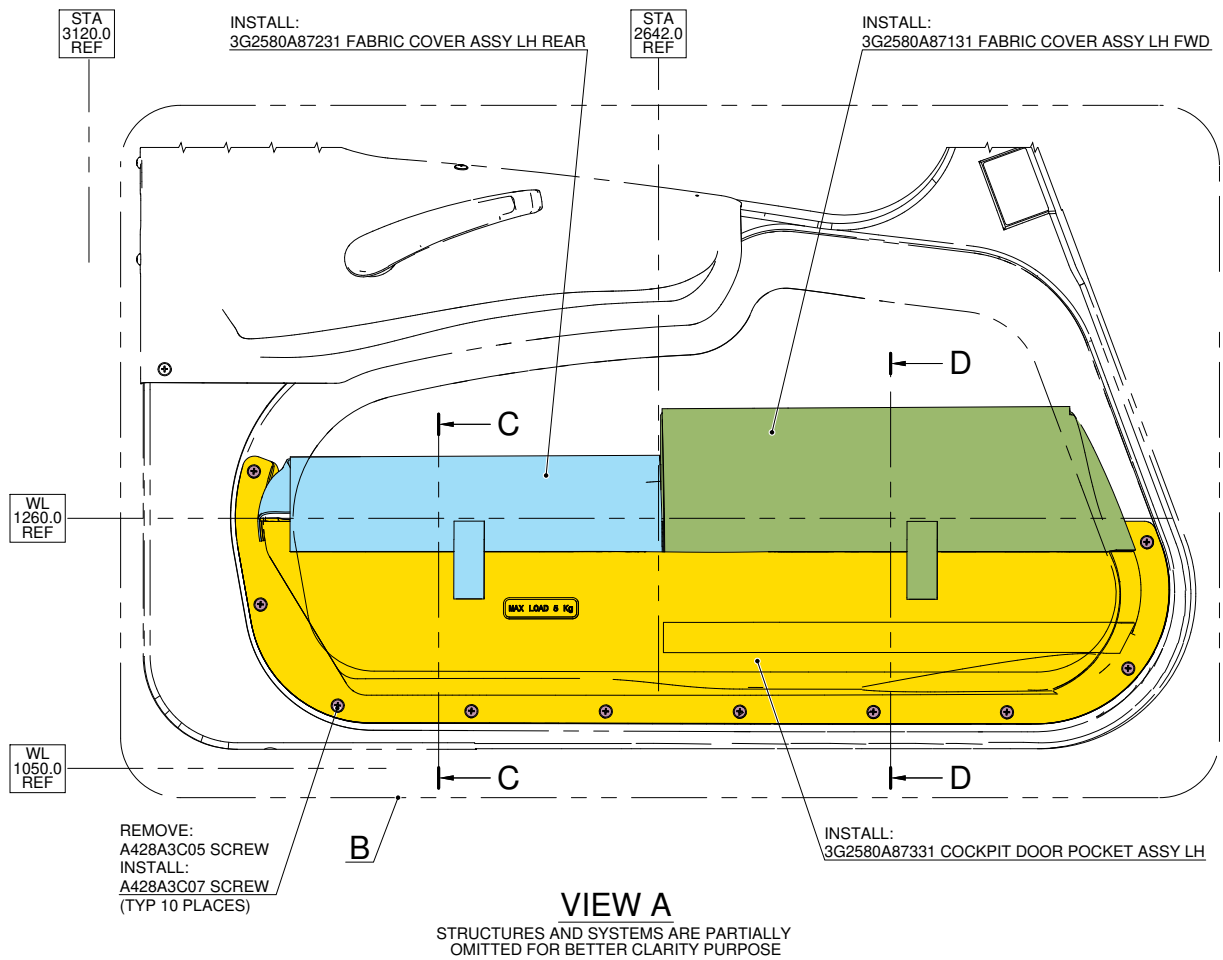 STA
3120.0
REF
INSTALL:
3G2580A87231 FABRIC COVER ASSY LH REAR
STA
2642.0
REF
INSTALL:
3G2580A87131 FABRIC COVER ASSY LH FWD
D
C
WL
1260.0
REF
MAX LOAD 5 Kg
WL
1050.0
REF
C
D
REMOVE:
A428A3C05 SCREW
INSTALL:
A428A3C07 SCREW
(TYP 10 PLACES)
B
INSTALL:
3G2580A87331 COCKPIT DOOR POCKET ASSY LH
VIEW A
STRUCTURES AND SYSTEMS ARE PARTIALLY
OMITTED FOR BETTER CLARITY PURPOSE